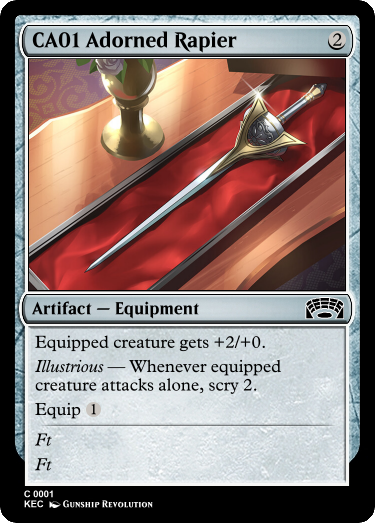 CA01 Adorned Rapier 2
Artifact — Equipment
Equipped creature gets +2/+0.
Illustrious — Whenever equipped
creature attacks alone, scry 2.
Equip 1
Ft
Ft
C 0001
KEC Gunship Revolution